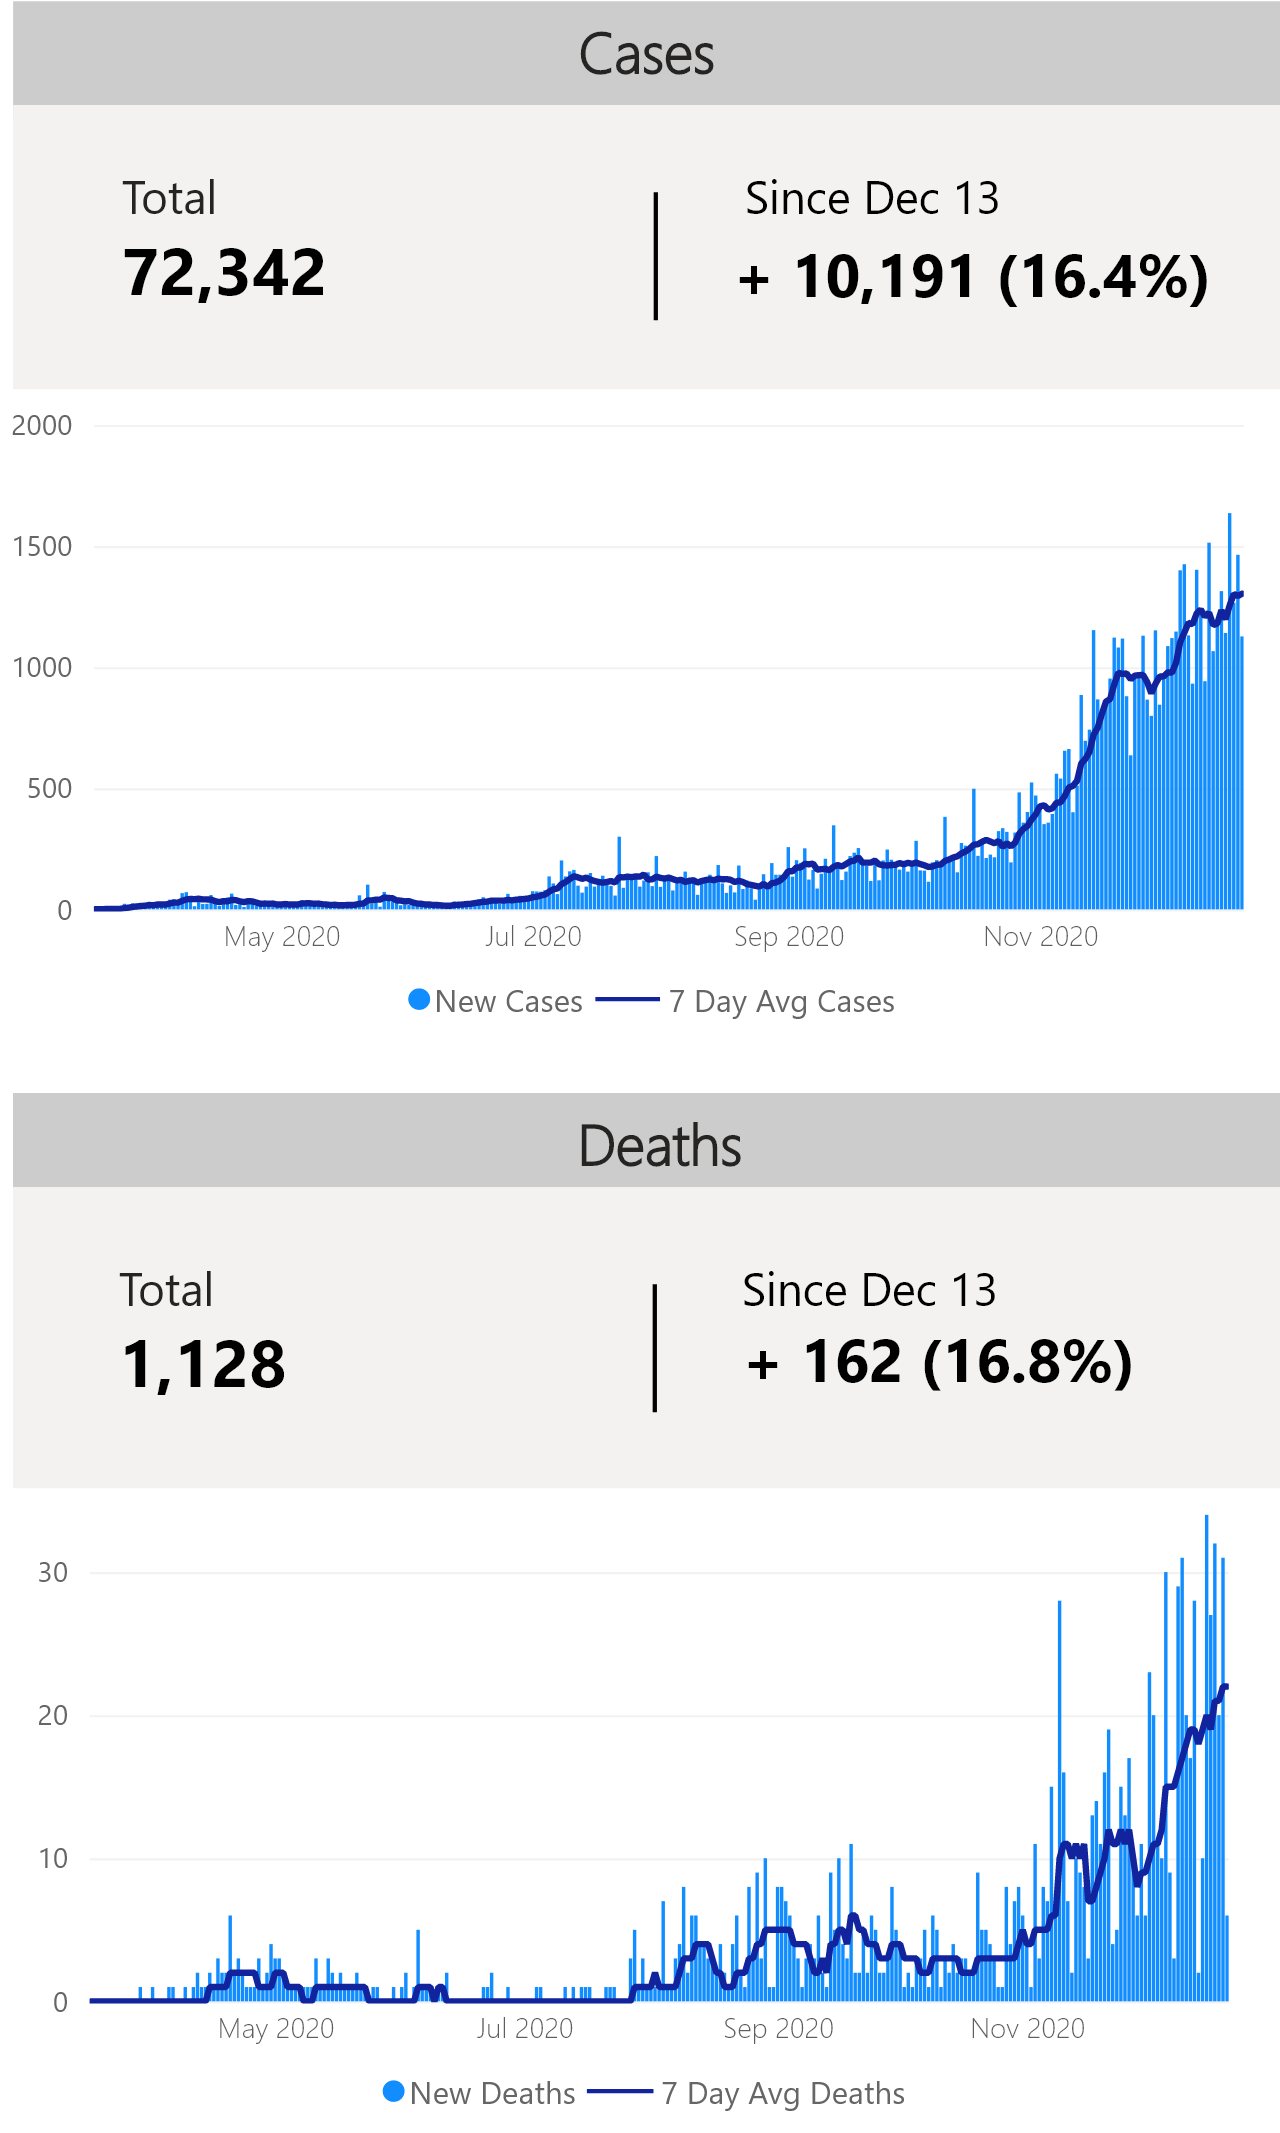 Cases
Total
Since Dec 13
72,342
+ 10,191 (16.4%)
2000
1500
1000
500
0
May 2020
Jul 2020
Sep 2020
Nov 2020
New Cases
7 Day Avg Cases
Deaths
Total
Since Dec 13
1,128
+ 162 (16.8%)
30
20
10
0
May 2020
Jul 2020
Sep 2020
Nov 2020
New Deaths
7 Day Avg Deaths